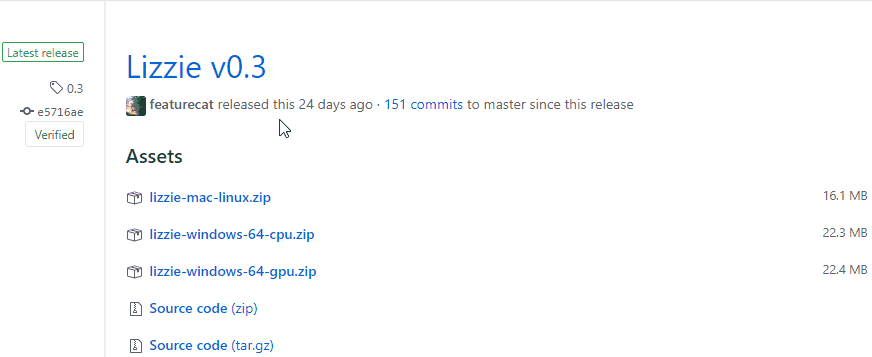 Latest release
0.3
e5716ae
Verified
Lizzie v0.3
featurecat released this 24 days ago · 151 commits to master since this release
Assets
lizzie-mac-linux.zip 16.1 MB
lizzie-windows-64-cpu.zip 22.3 MB
lizzie-windows-64-gpu.zip 22.4 MB
Source code (zip)
Source code (tar.gz)